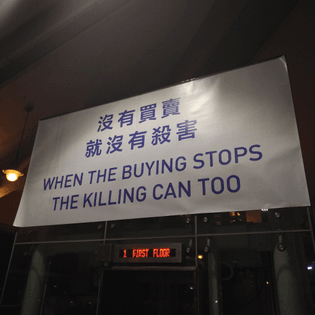 沒有買賣
就沒有殺害
WHEN THE BUYING STOPS
THE KILLING CAN TOO
1 FIRST FLOOR